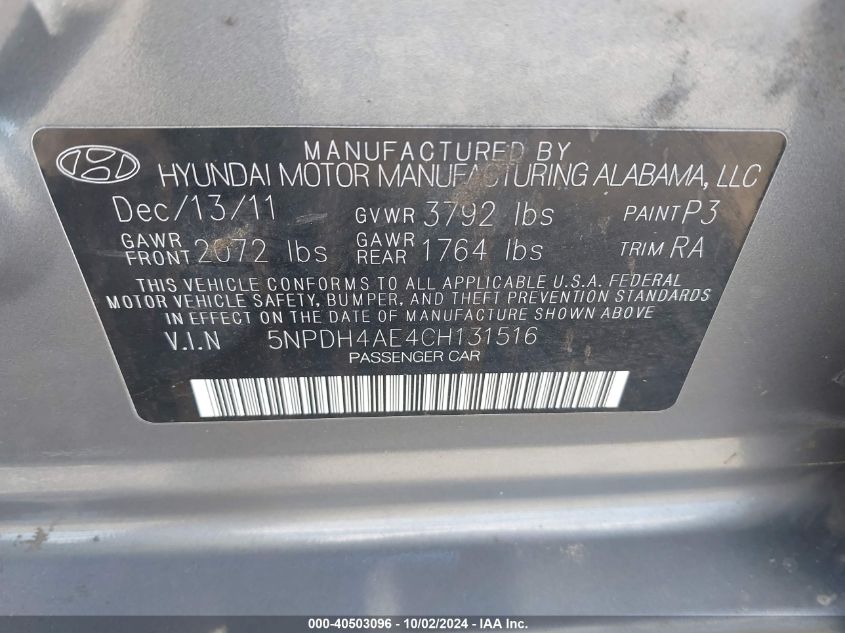 MANUFACTURED BY
HYUNDAI MOTOR MANUFACTURING ALABAMA, LLC
Dec/13/11 GVWR 3792 lbs PAINT P3
GAWR FRONT 2072 lbs GAWR REAR 1764 lbs TRIM RA
THIS VEHICLE CONFORMS TO ALL APPLICABLE U.S.A. FEDERAL
MOTOR VEHICLE SAFETY, BUMPER, AND THEFT PREVENTION STANDARDS
IN EFFECT ON THE DATE OF MANUFACTURE SHOWN ABOVE.
V.I.N 5NPDH4AE4CH131516
PASSENGER CAR
000-40503096 - 10/02/2024 - IAA Inc.